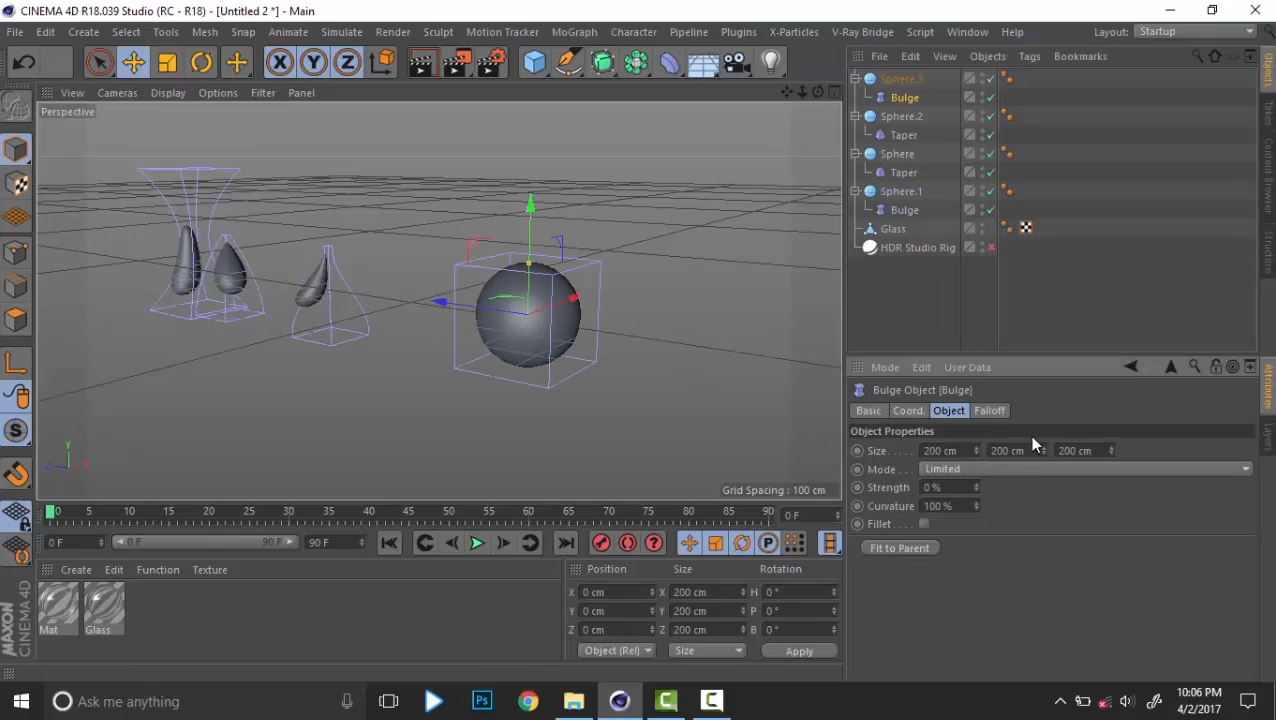 CINEMA 4D R18.039 Studio (RC - R18) - [Untitled 2 *] - Main
File Edit Create Select Tools Mesh Snap Animate Simulate Render Sculpt Motion Tracker MoGraph Character Pipeline Plugins X-Particles V-Ray Bridge Script Window Help Layout: Startup
X Y Z
File Edit View Objects Tags Bookmarks
View Cameras Display Options Filter Panel
Perspective
Sphere.3
Bulge
Sphere.2
Taper
Sphere
Taper
Sphere.1
Bulge
Glass
HDR Studio Rig
Objects
Takes
Content Browser
Structure
Mode Edit User Data
Bulge Object [Bulge]
Basic Coord. Object Falloff
Object Properties
Size . . . . . 200 cm 200 cm 200 cm
Mode . . . Limited
Strength 0 %
Curvature 100 %
Fillet . . . .
Fit to Parent
Attributes
Layers
Y
Z X
Grid Spacing : 100 cm
0 5 10 15 20 25 30 35 40 45 50 55 60 65 70 75 80 85 90 0 F
0 F 0 F 90 F 90 F
Create Edit Function Texture
Mat Glass
Position Size Rotation
X 0 cm X 200 cm H 0 °
Y 0 cm Y 200 cm P 0 °
Z 0 cm Z 200 cm B 0 °
Object (Rel) Size Apply
MAXON
CINEMA 4D
Ask me anything
10:06 PM
4/2/2017